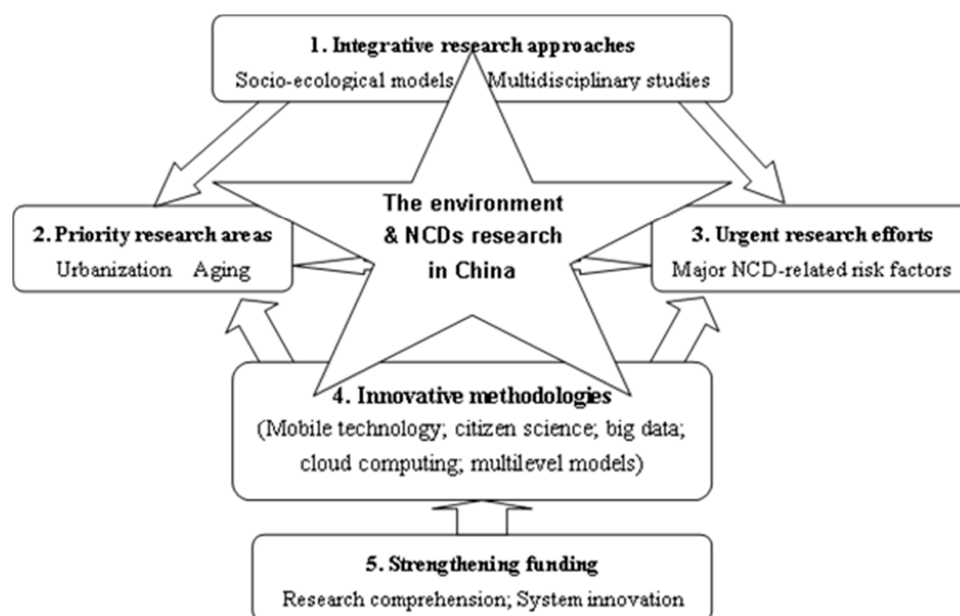 1. Integrative research approaches
Socio-ecological models Multidisciplinary studies
The environment
& NCDs research
in China
2. Priority research areas
Urbanization Aging
3. Urgent research efforts
Major NCD-related risk factors
4. Innovative methodologies
(Mobile technology; citizen science; big data;
cloud computing; multilevel models)
5. Strengthening funding
Research comprehension; System innovation